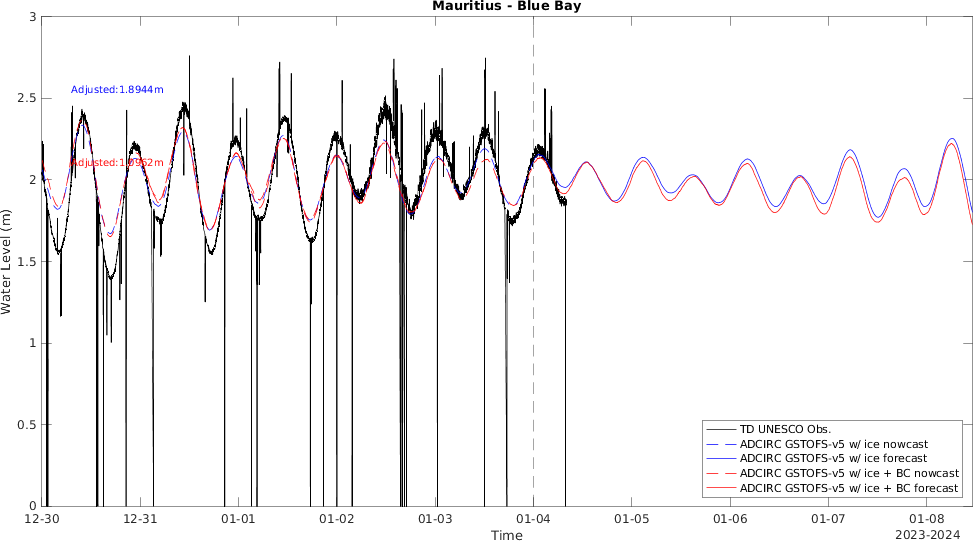 Mauritius - Blue Bay
3
2.5
2
1.5
1
0.5
0
Water Level (m)
Adjusted:1.8944m
TD UNESCO Obs.
ADCIRC GSTOFS-v5 w/ ice nowcast
ADCIRC GSTOFS-v5 w/ ice forecast
ADCIRC GSTOFS-v5 w/ ice + BC nowcast
ADCIRC GSTOFS-v5 w/ ice + BC forecast
12-30 12-31 01-01 01-02 01-03 01-04 01-05 01-06 01-07 01-08
Time
2023-2024